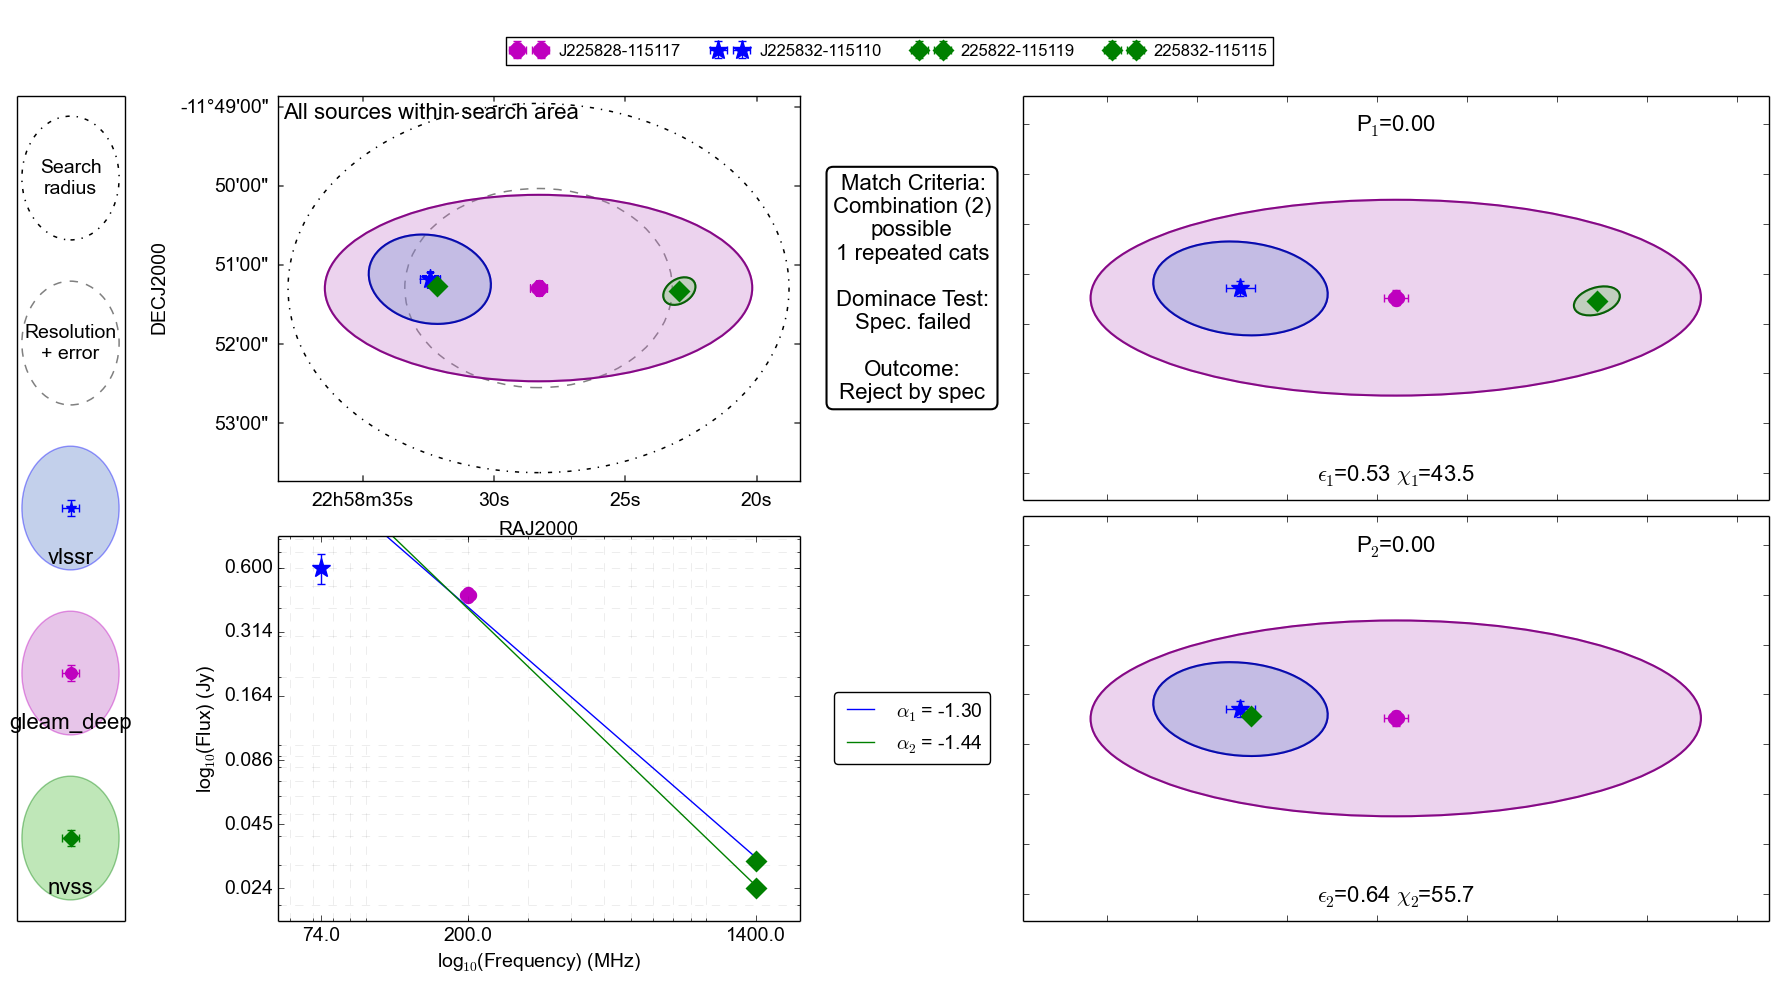 J225828-115117 J225832-115110 225822-115119 225832-115115
Search
radius
Resolution
+ error
vlssr
gleam_deep
nvss
All sources within search area
-11°49'00"
50'00"
51'00"
52'00"
53'00"
DECJ2000
22h58m35s 30s 25s 20s
RAJ2000
Match Criteria:
Combination (2)
possible
1 repeated cats
Dominace Test:
Spec. failed
Outcome:
Reject by spec
P₁=0.00
ϵ₁=0.53 χ₁=43.5
0.600
0.314
0.164
0.086
0.045
0.024
log₁₀(Flux) (Jy)
74.0 200.0 1400.0
log₁₀(Frequency) (MHz)
α₁ = -1.30
α₂ = -1.44
P₂=0.00
ϵ₂=0.64 χ₂=55.7